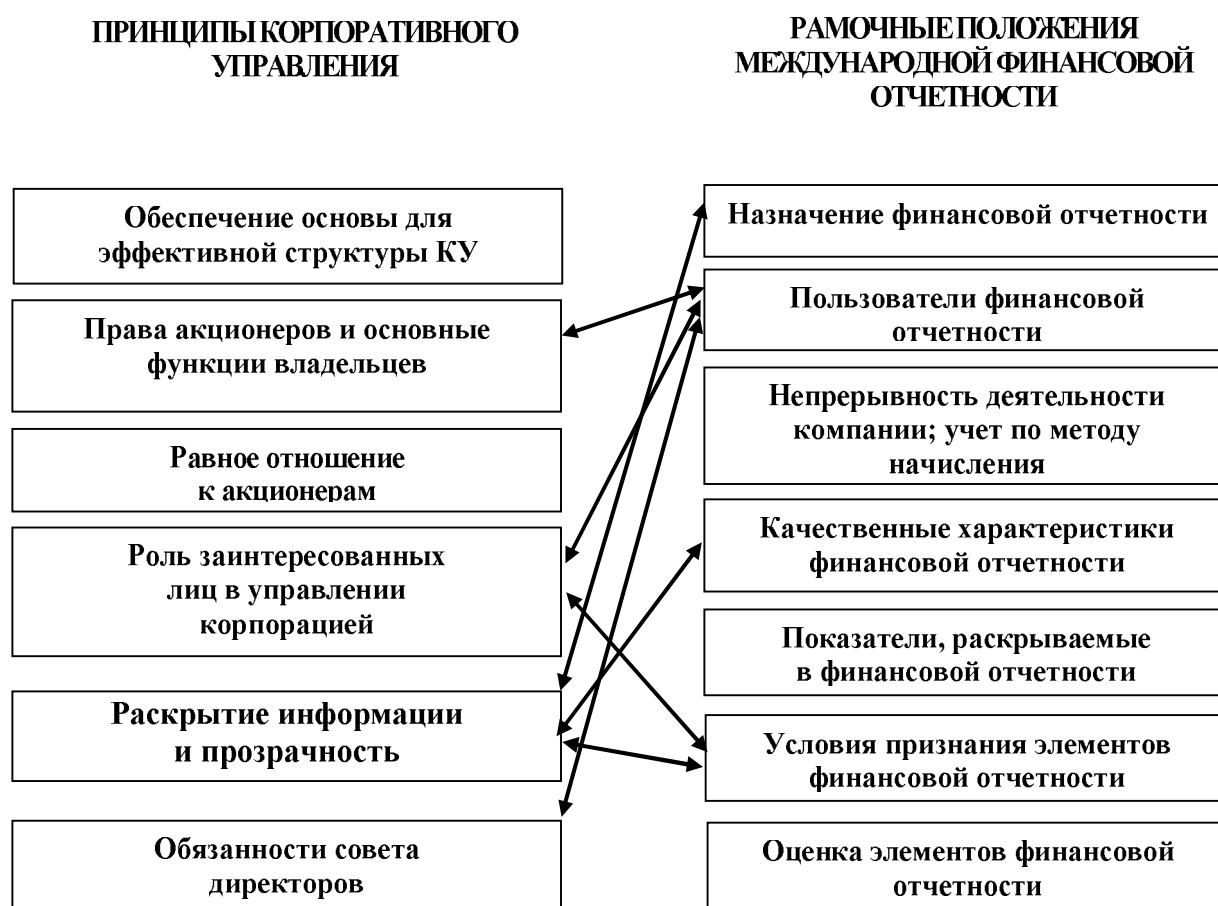 ПРИНЦИПЫ КОРПОРАТИВНОГО
УПРАВЛЕНИЯ
Обеспечение основы для
эффективной структуры КУ
Права акционеров и основные
функции владельцев
Равное отношение
к акционерам
Роль заинтересованных
лиц в управлении
корпорацией
Раскрытие информации
и прозрачность
Обязанности совета
директоров
РАМОЧНЫЕ ПОЛОЖЕНИЯ
МЕЖДУНАРОДНОЙ ФИНАНСОВОЙ
ОТЧЕТНОСТИ
Назначение финансовой отчетности
Пользователи финансовой
отчетности
Непрерывность деятельности
компании; учет по методу
начисления
Качественные характеристики
финансовой отчетности
Показатели, раскрываемые
в финансовой отчетности
Условия признания элементов
финансовой отчетности
Оценка элементов финансовой
отчетности